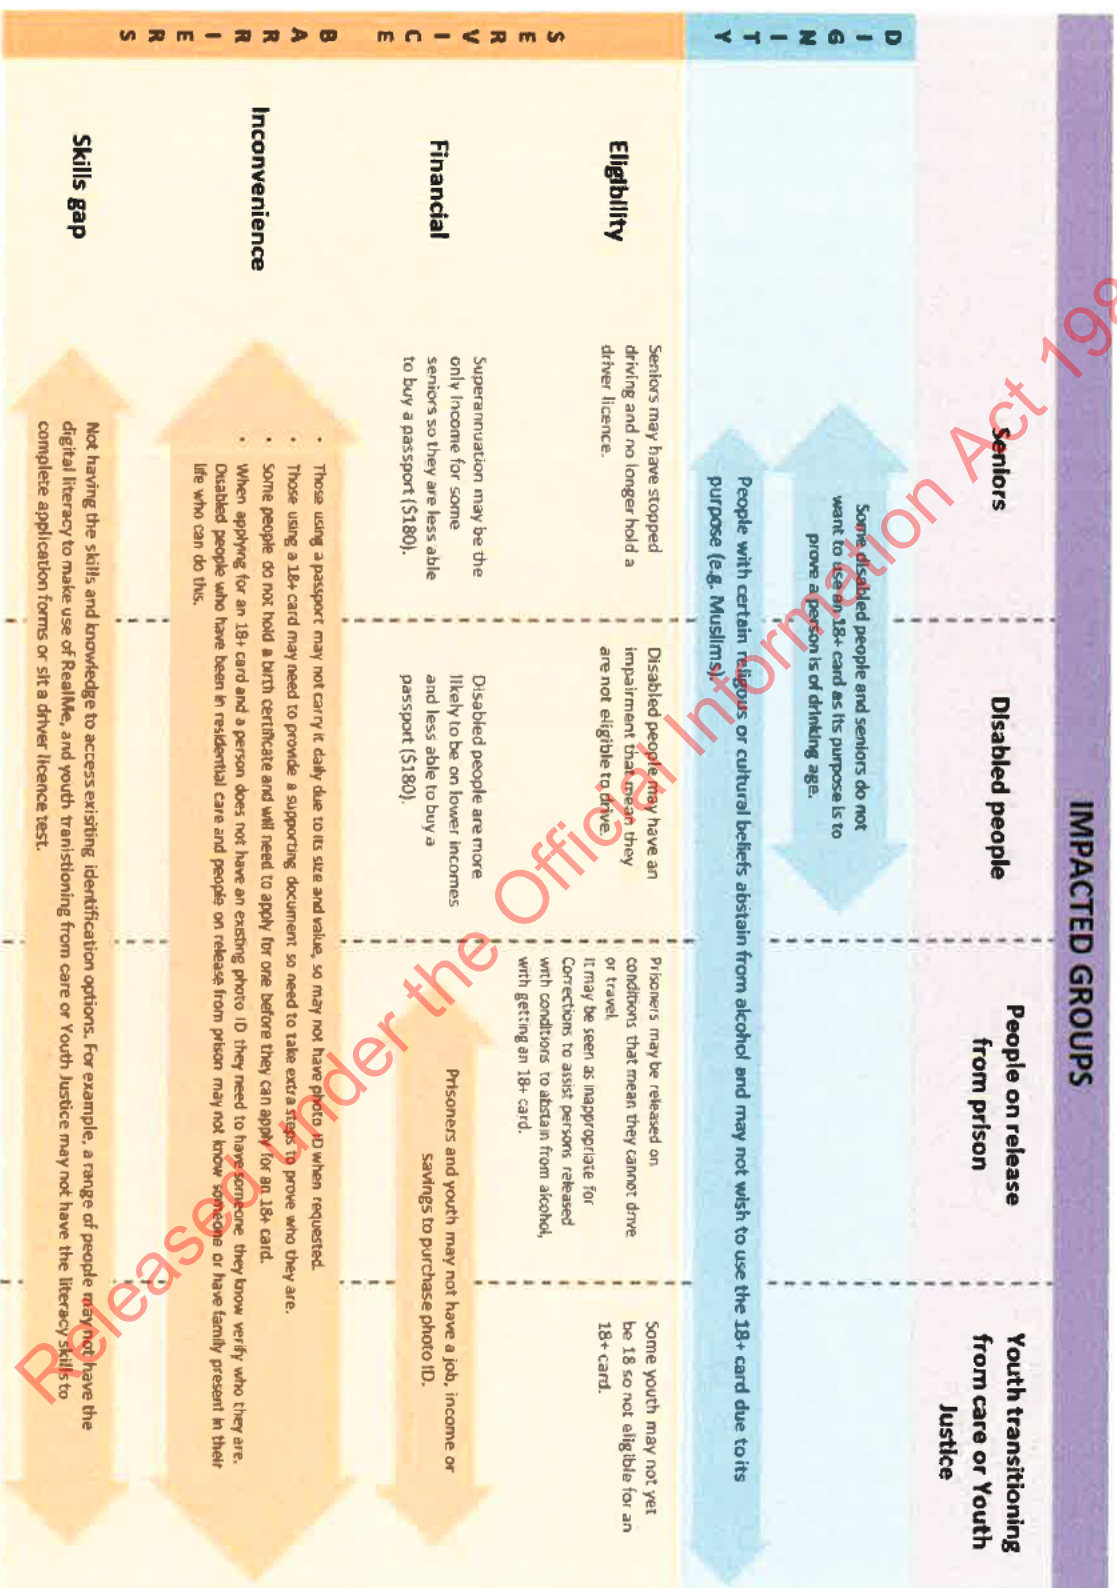 IMPACTED GROUPS
Seniors
Disabled people
People on release
from prison
Youth transitioning
from care or Youth
Justice
DIGNITY
Some disabled people and seniors do not
want to use an 18+ card as its purpose is to
prove a person is of drinking age.
People with certain religous or cultural beliefs abstain from alcohol and may not wish to use the 18+ card due to its
purpose (e.g. Muslims).
SERVICE BARRIERS
Eligibility
Seniors may have stopped
driving and no longer hold a
driver licence.
Disabled people may have an
impairment that mean they
are not eligible to drive.
Prisoners may be released on
conditions that mean they cannot drive
or travel.
It may be seen as inappropriate for
Corrections to assist persons released
with conditions to abstain from alcohol,
with getting an 18+ card.
Some youth may not yet
be 18 so not eligible for an
18+ card.
Financial
Superannuation may be the
only income for some
seniors so they are less able
to buy a passport ($180).
Disabled people are more
likely to be on lower incomes
and less able to buy a
passport ($180).
Prisoners and youth may not have a job, income or
savings to purchase photo ID.
Inconvenience
• Those using a passport may not carry it daily due to its size and value, so may not have photo ID when requested.
• Those using a 18+ card may need to provide a supporting document so need to take extra steps to prove who they are.
• Some people do not hold a birth certificate and will need to apply for one before they can apply for an 18+ card.
• When applying for an 18+ card and a person does not have an existing photo ID they need to have someone they know verify who they are.
Disabled people who have been in residential care and people on release from prison may not know someone or have family present in their
life who can do this.
Skills gap
Not having the skills and knowledge to access exisiting identification options. For example, a range of people may not have the
digital literacy to make use of RealMe, and youth tranistioning from care or Youth Justice may not have the literacy skills to
complete application forms or sit a driver licence test.
Released under the Official Information Act 198